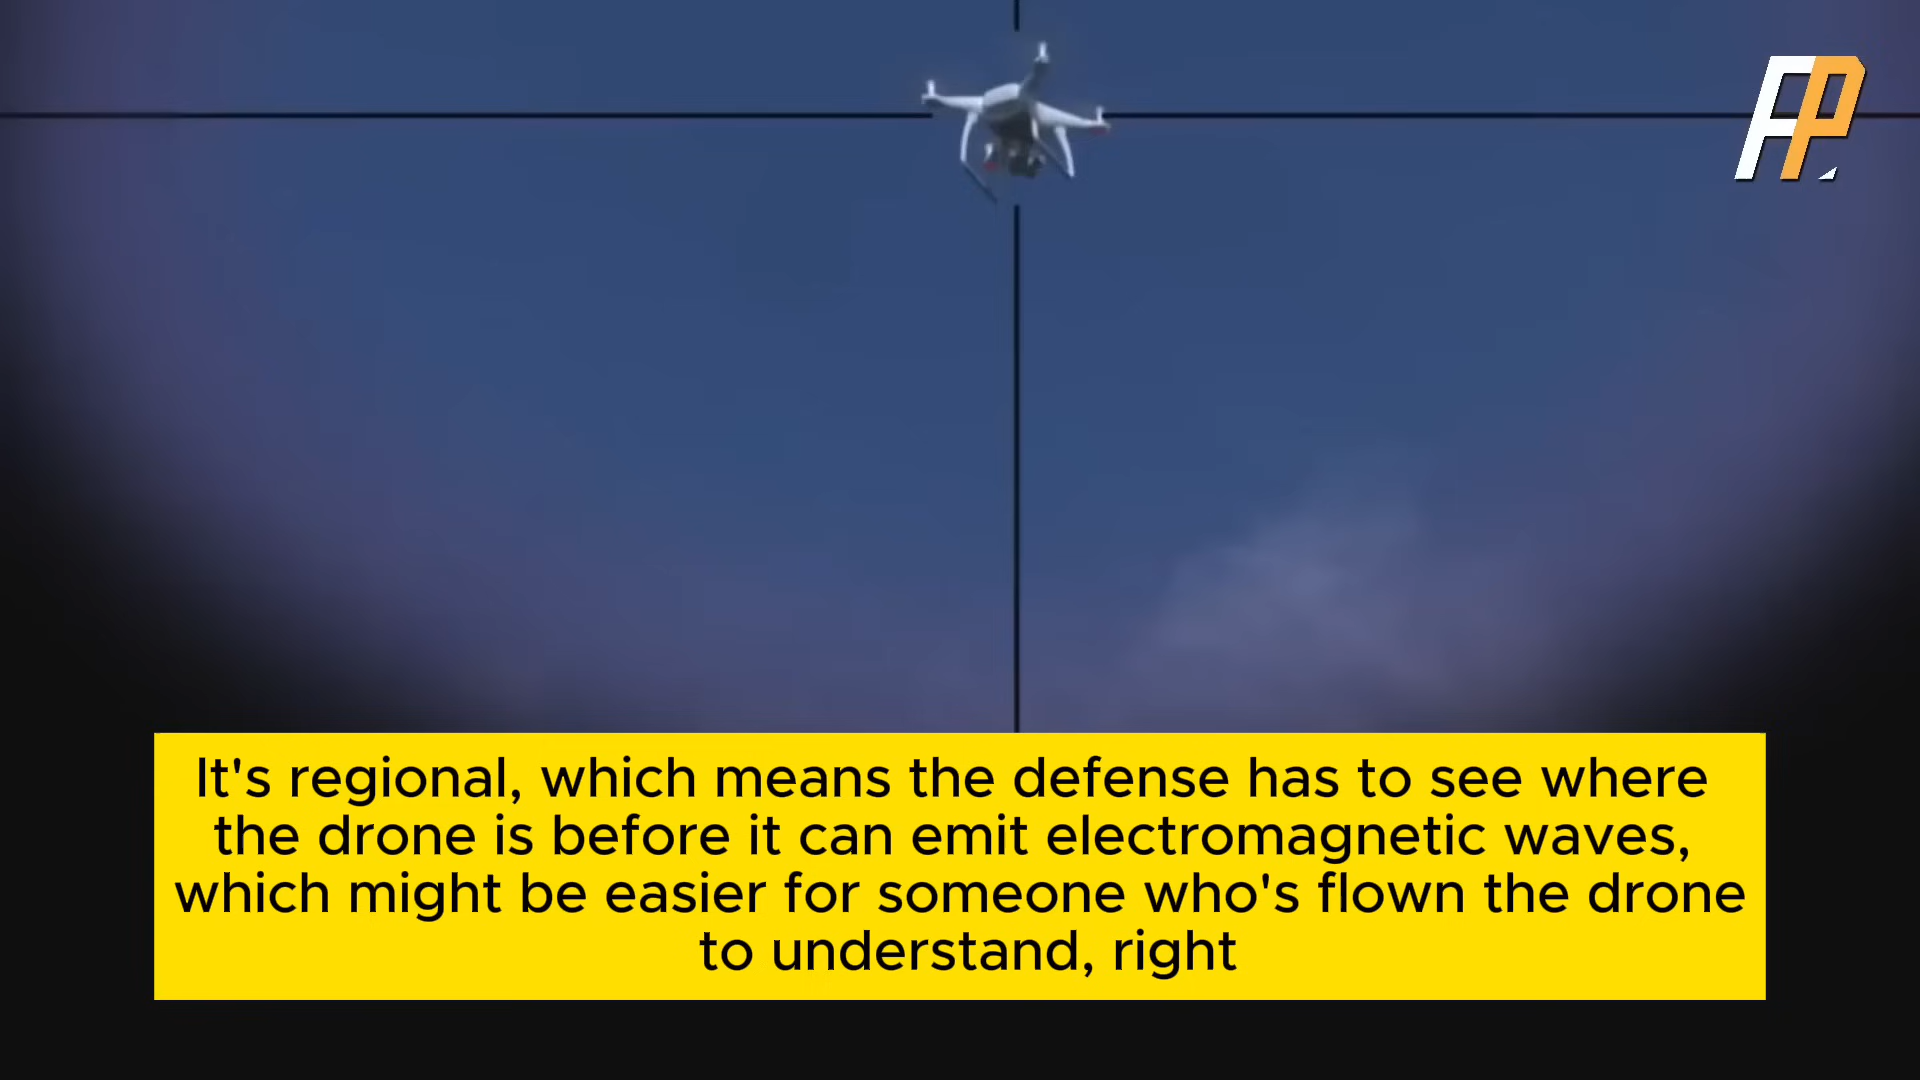 FP.
It's regional, which means the defense has to see where
the drone is before it can emit electromagnetic waves,
which might be easier for someone who's flown the drone
to understand, right